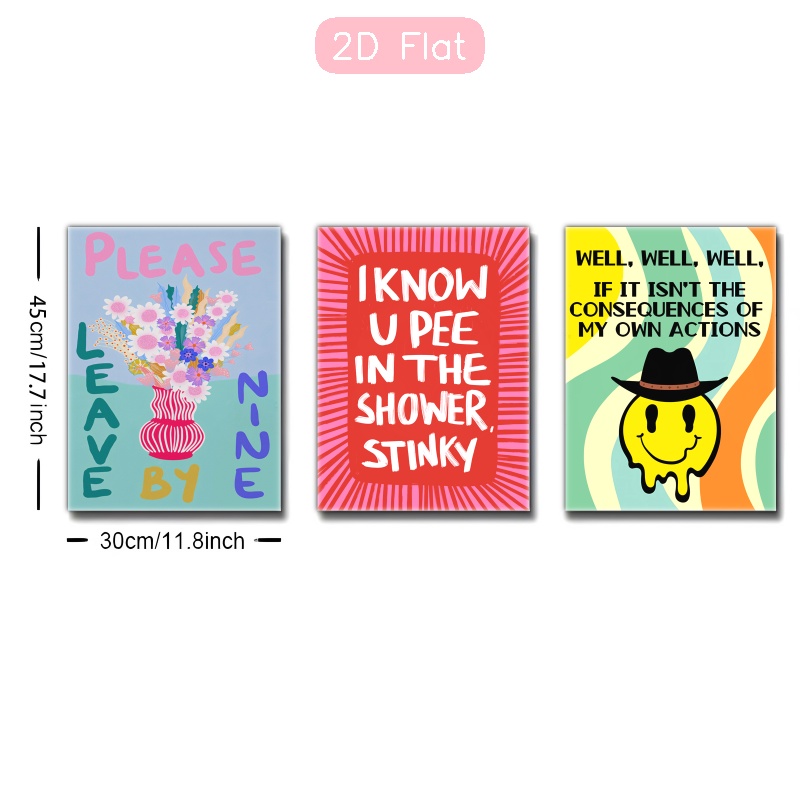 2D Flat
45cm/17.7inch
30cm/11.8inch
PLEASE
LEAVE
BY
NINE
I KNOW
U PEE
IN THE
SHOWER,
STINKY
WELL, WELL, WELL,
IF IT ISN'T THE
CONSEQUENCES OF
MY OWN ACTIONS